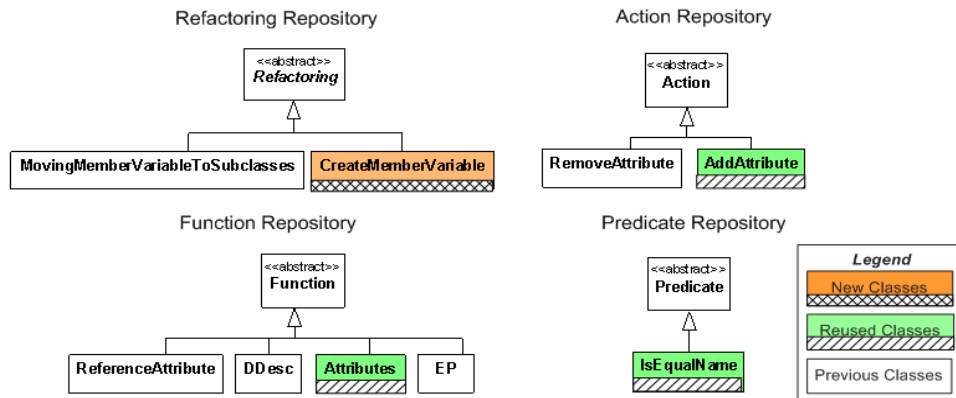 Refactoring Repository
<<abstract>>
Refactoring
MovingMemberVariableToSubclasses
CreateMemberVariable
Action Repository
<<abstract>>
Action
RemoveAttribute
AddAttribute
Function Repository
<<abstract>>
Function
ReferenceAttribute
DDesc
Attributes
EP
Predicate Repository
<<abstract>>
Predicate
IsEqualName
Legend
New Classes
Reused Classes
Previous Classes